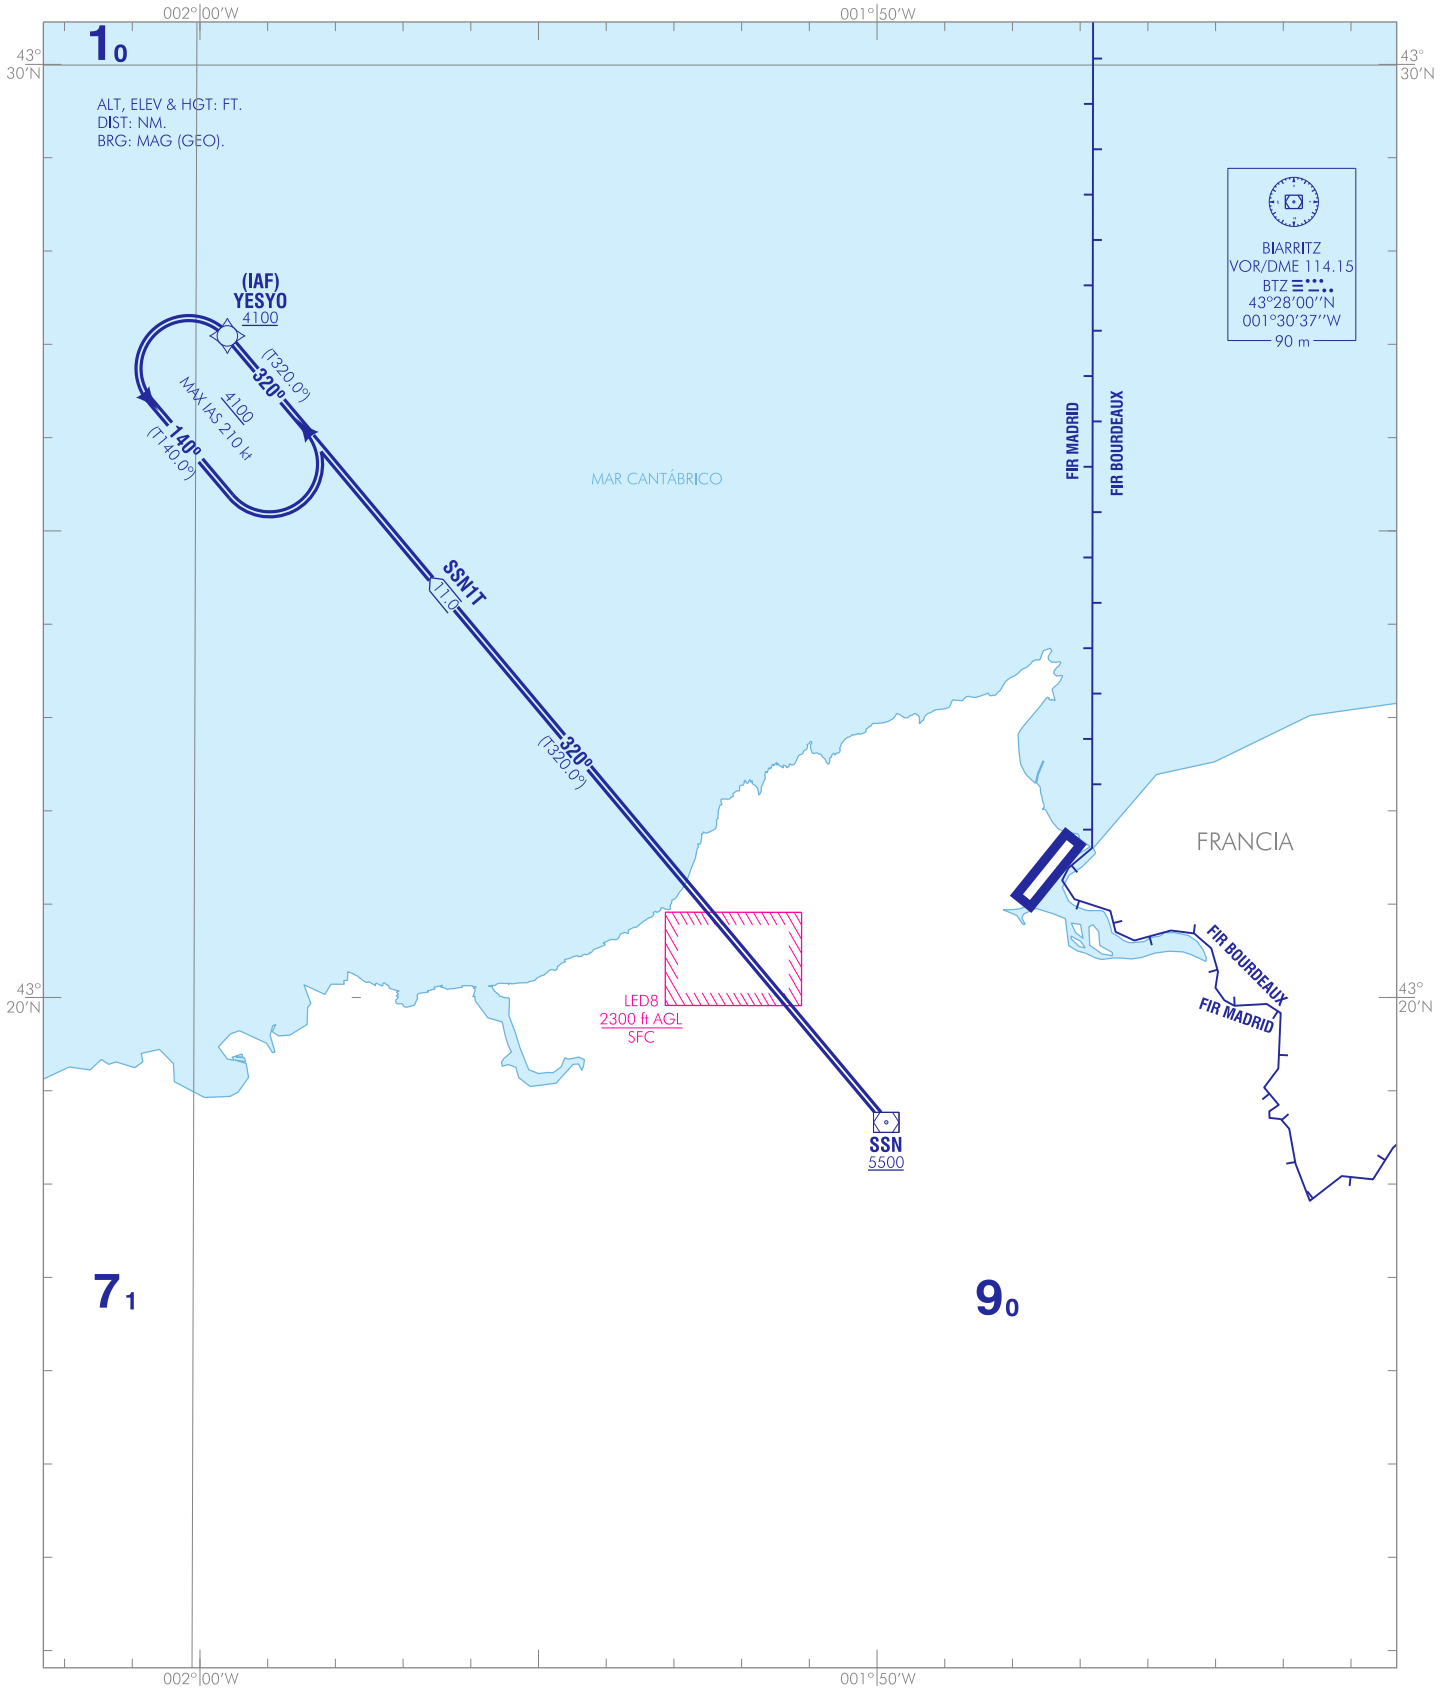 002°00'W
001°50'W
43°
30'N
43°
30'N
10
ALT, ELEV & HGT: FT.
DIST: NM.
BRG: MAG (GEO).
BIARRITZ
VOR/DME 114.15
BTZ
43°28'00''N
001°30'37''W
90 m
(IAF)
YESYO
4100
(T320.0°)
320º
4100
MAX IAS 210 kt
140º
(T140.0°)
FIR MADRID
FIR BOURDEAUX
MAR CANTÁBRICO
SSN1T
11.0
320º
(T320.0°)
FRANCIA
FIR BOURDEAUX
FIR MADRID
43°
20'N
43°
20'N
LED8
2300 ft AGL
SFC
SSN
5500
71
90
002°00'W
001°50'W